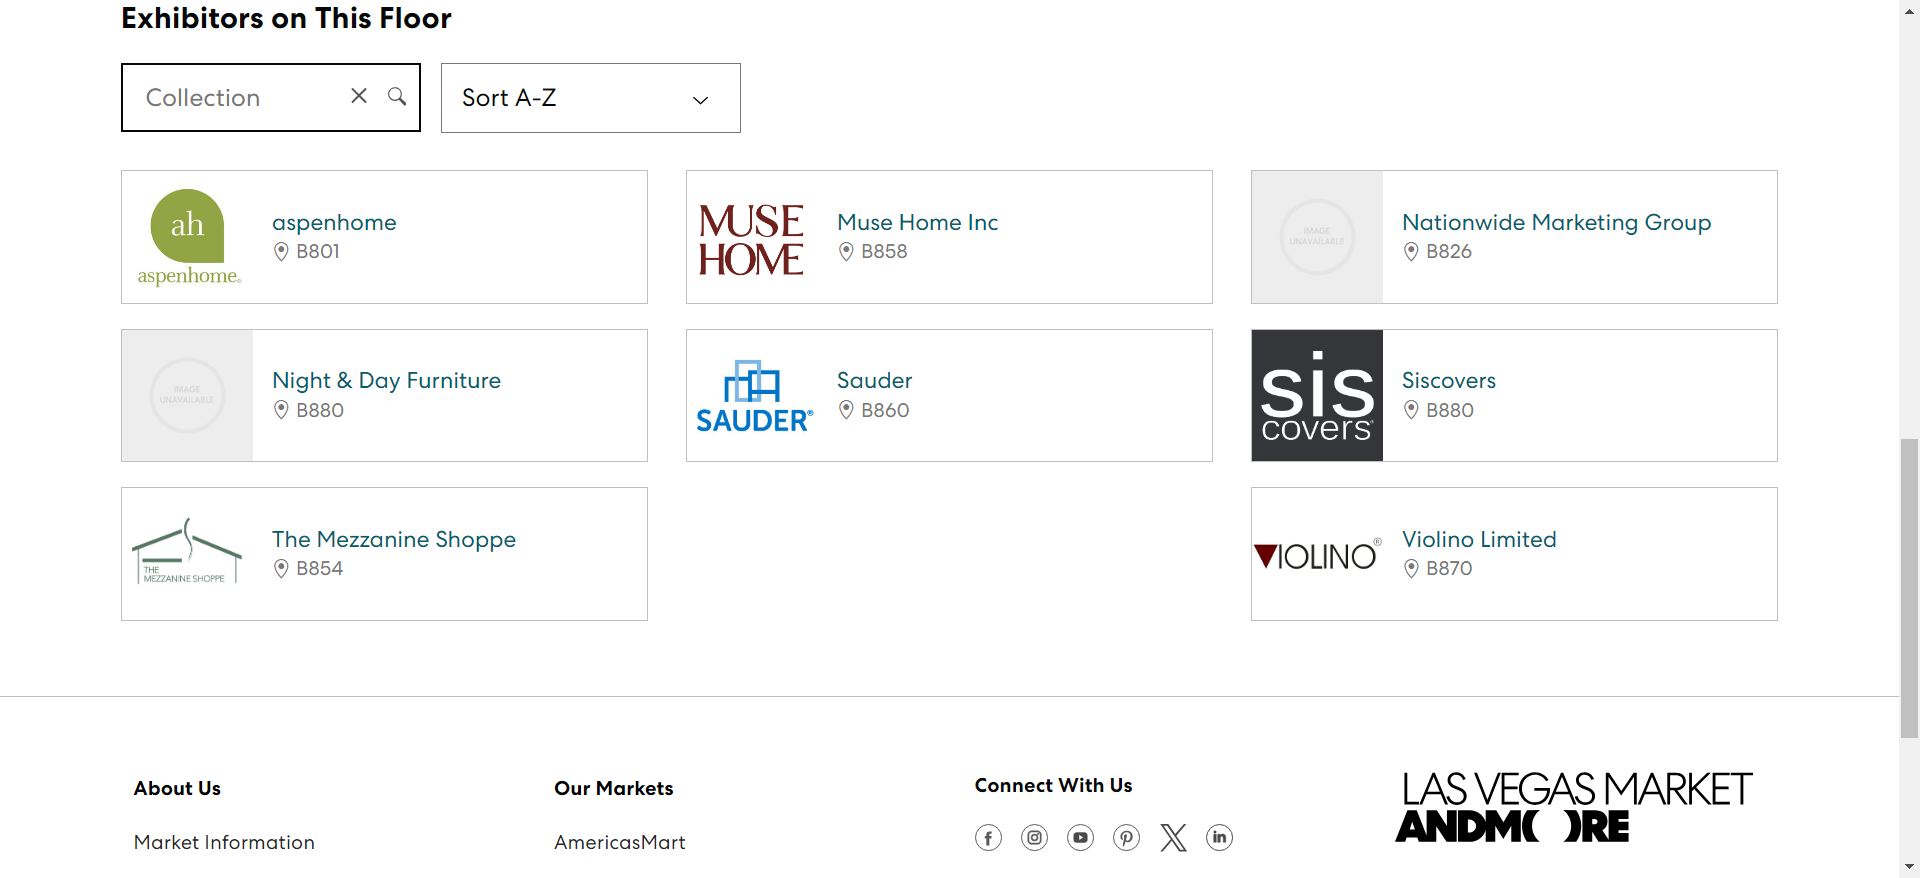 Exhibitors on This Floor
Collection
Sort A-Z
ah
aspenhome®
aspenhome
B801
MUSE
HOME
Muse Home Inc
B858
IMAGE
UNAVAILABLE
Nationwide Marketing Group
B826
IMAGE
UNAVAILABLE
Night & Day Furniture
B880
SAUDER®
Sauder
B860
sis
covers
Siscovers
B880
THE
MEZZANINE SHOPPE
The Mezzanine Shoppe
B854
VIOLINO®
Violino Limited
B870
About Us
Market Information
Our Markets
AmericasMart
Connect With Us
LAS VEGAS MARKET
ANDMORE